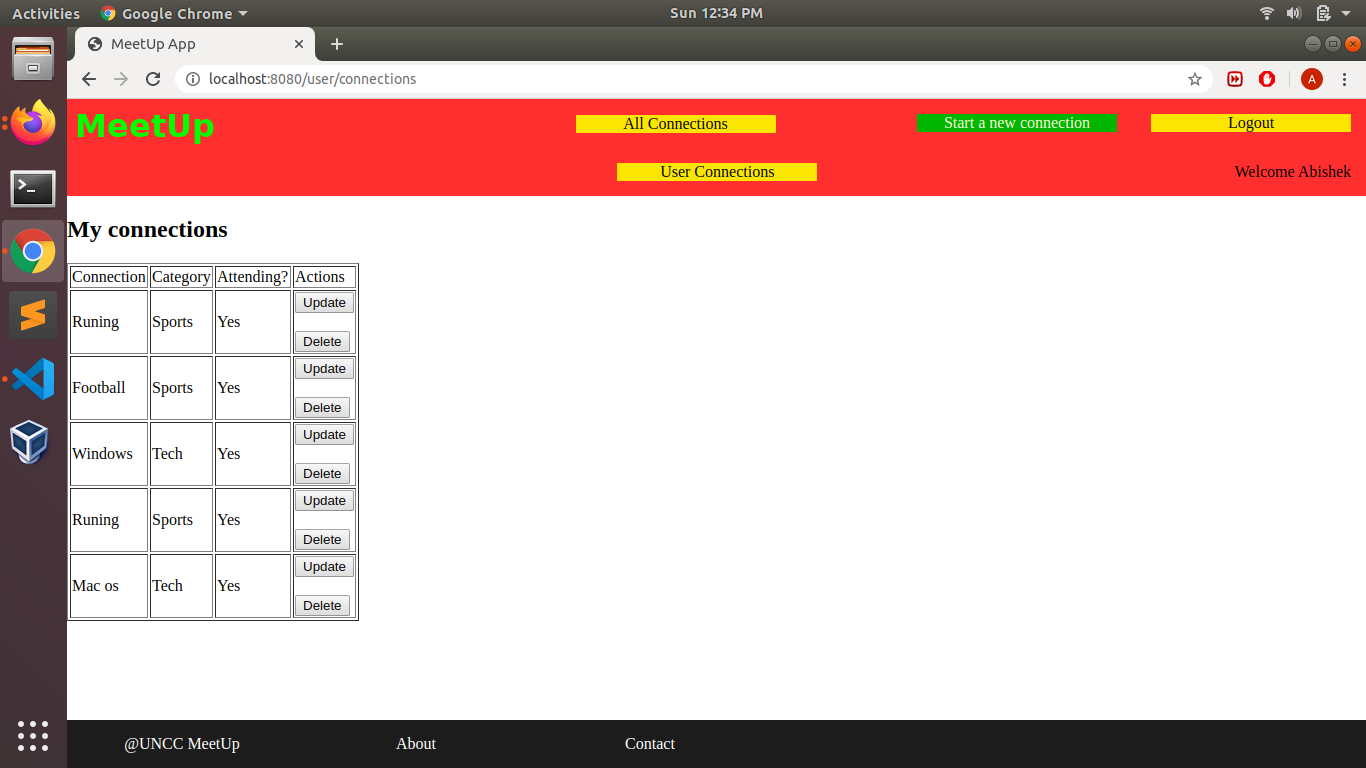 Activities Google Chrome Sun 12:34 PM
MeetUp App
localhost:8080/user/connections A
MeetUp All Connections Start a new connection Logout
User Connections Welcome Abishek
My connections
Connection Category Attending? Actions
Runing Sports Yes Update
Delete
Football Sports Yes Update
Delete
Windows Tech Yes Update
Delete
Runing Sports Yes Update
Delete
Mac os Tech Yes Update
Delete
@UNCC MeetUp About Contact